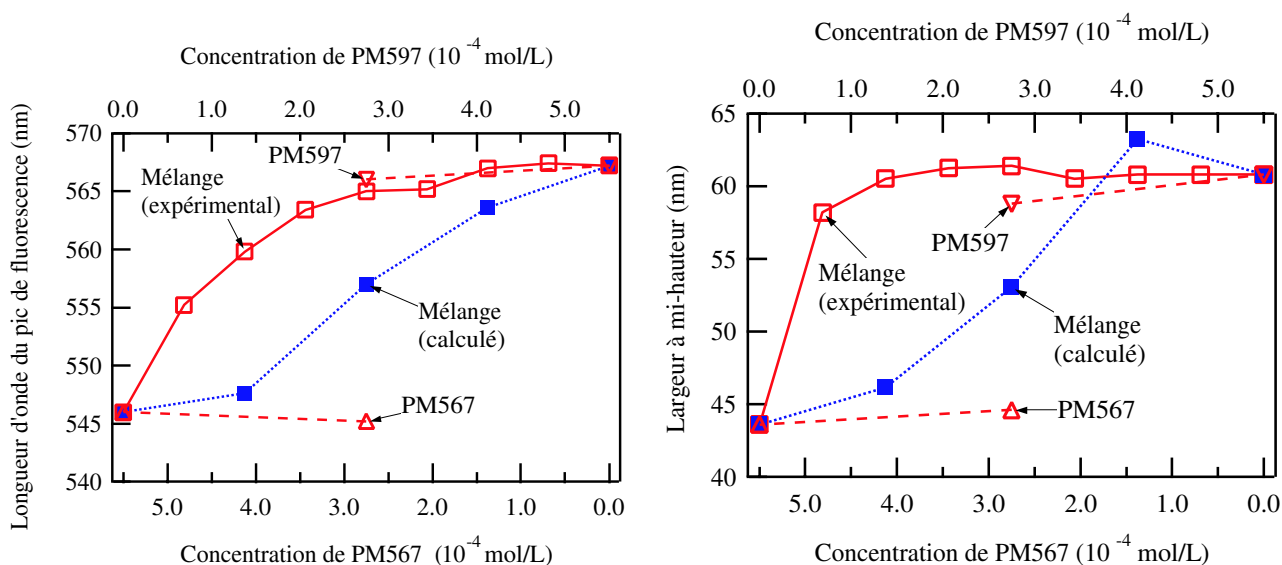 Concentration de PM597 (10 -4 mol/L)
0.0 1.0 2.0 3.0 4.0 5.0
Longueur d'onde du pic de fluorescence (nm)
570
565
560
555
550
545
540
PM597
Mélange
(expérimental)
Mélange
(calculé)
PM567
5.0 4.0 3.0 2.0 1.0 0.0
Concentration de PM567 (10 -4 mol/L)
Concentration de PM597 (10 -4 mol/L)
0.0 1.0 2.0 3.0 4.0 5.0
Largeur à mi-hauteur (nm)
65
60
55
50
45
40
PM597
Mélange
(expérimental)
Mélange
(calculé)
PM567
5.0 4.0 3.0 2.0 1.0 0.0
Concentration de PM567 (10 -4 mol/L)